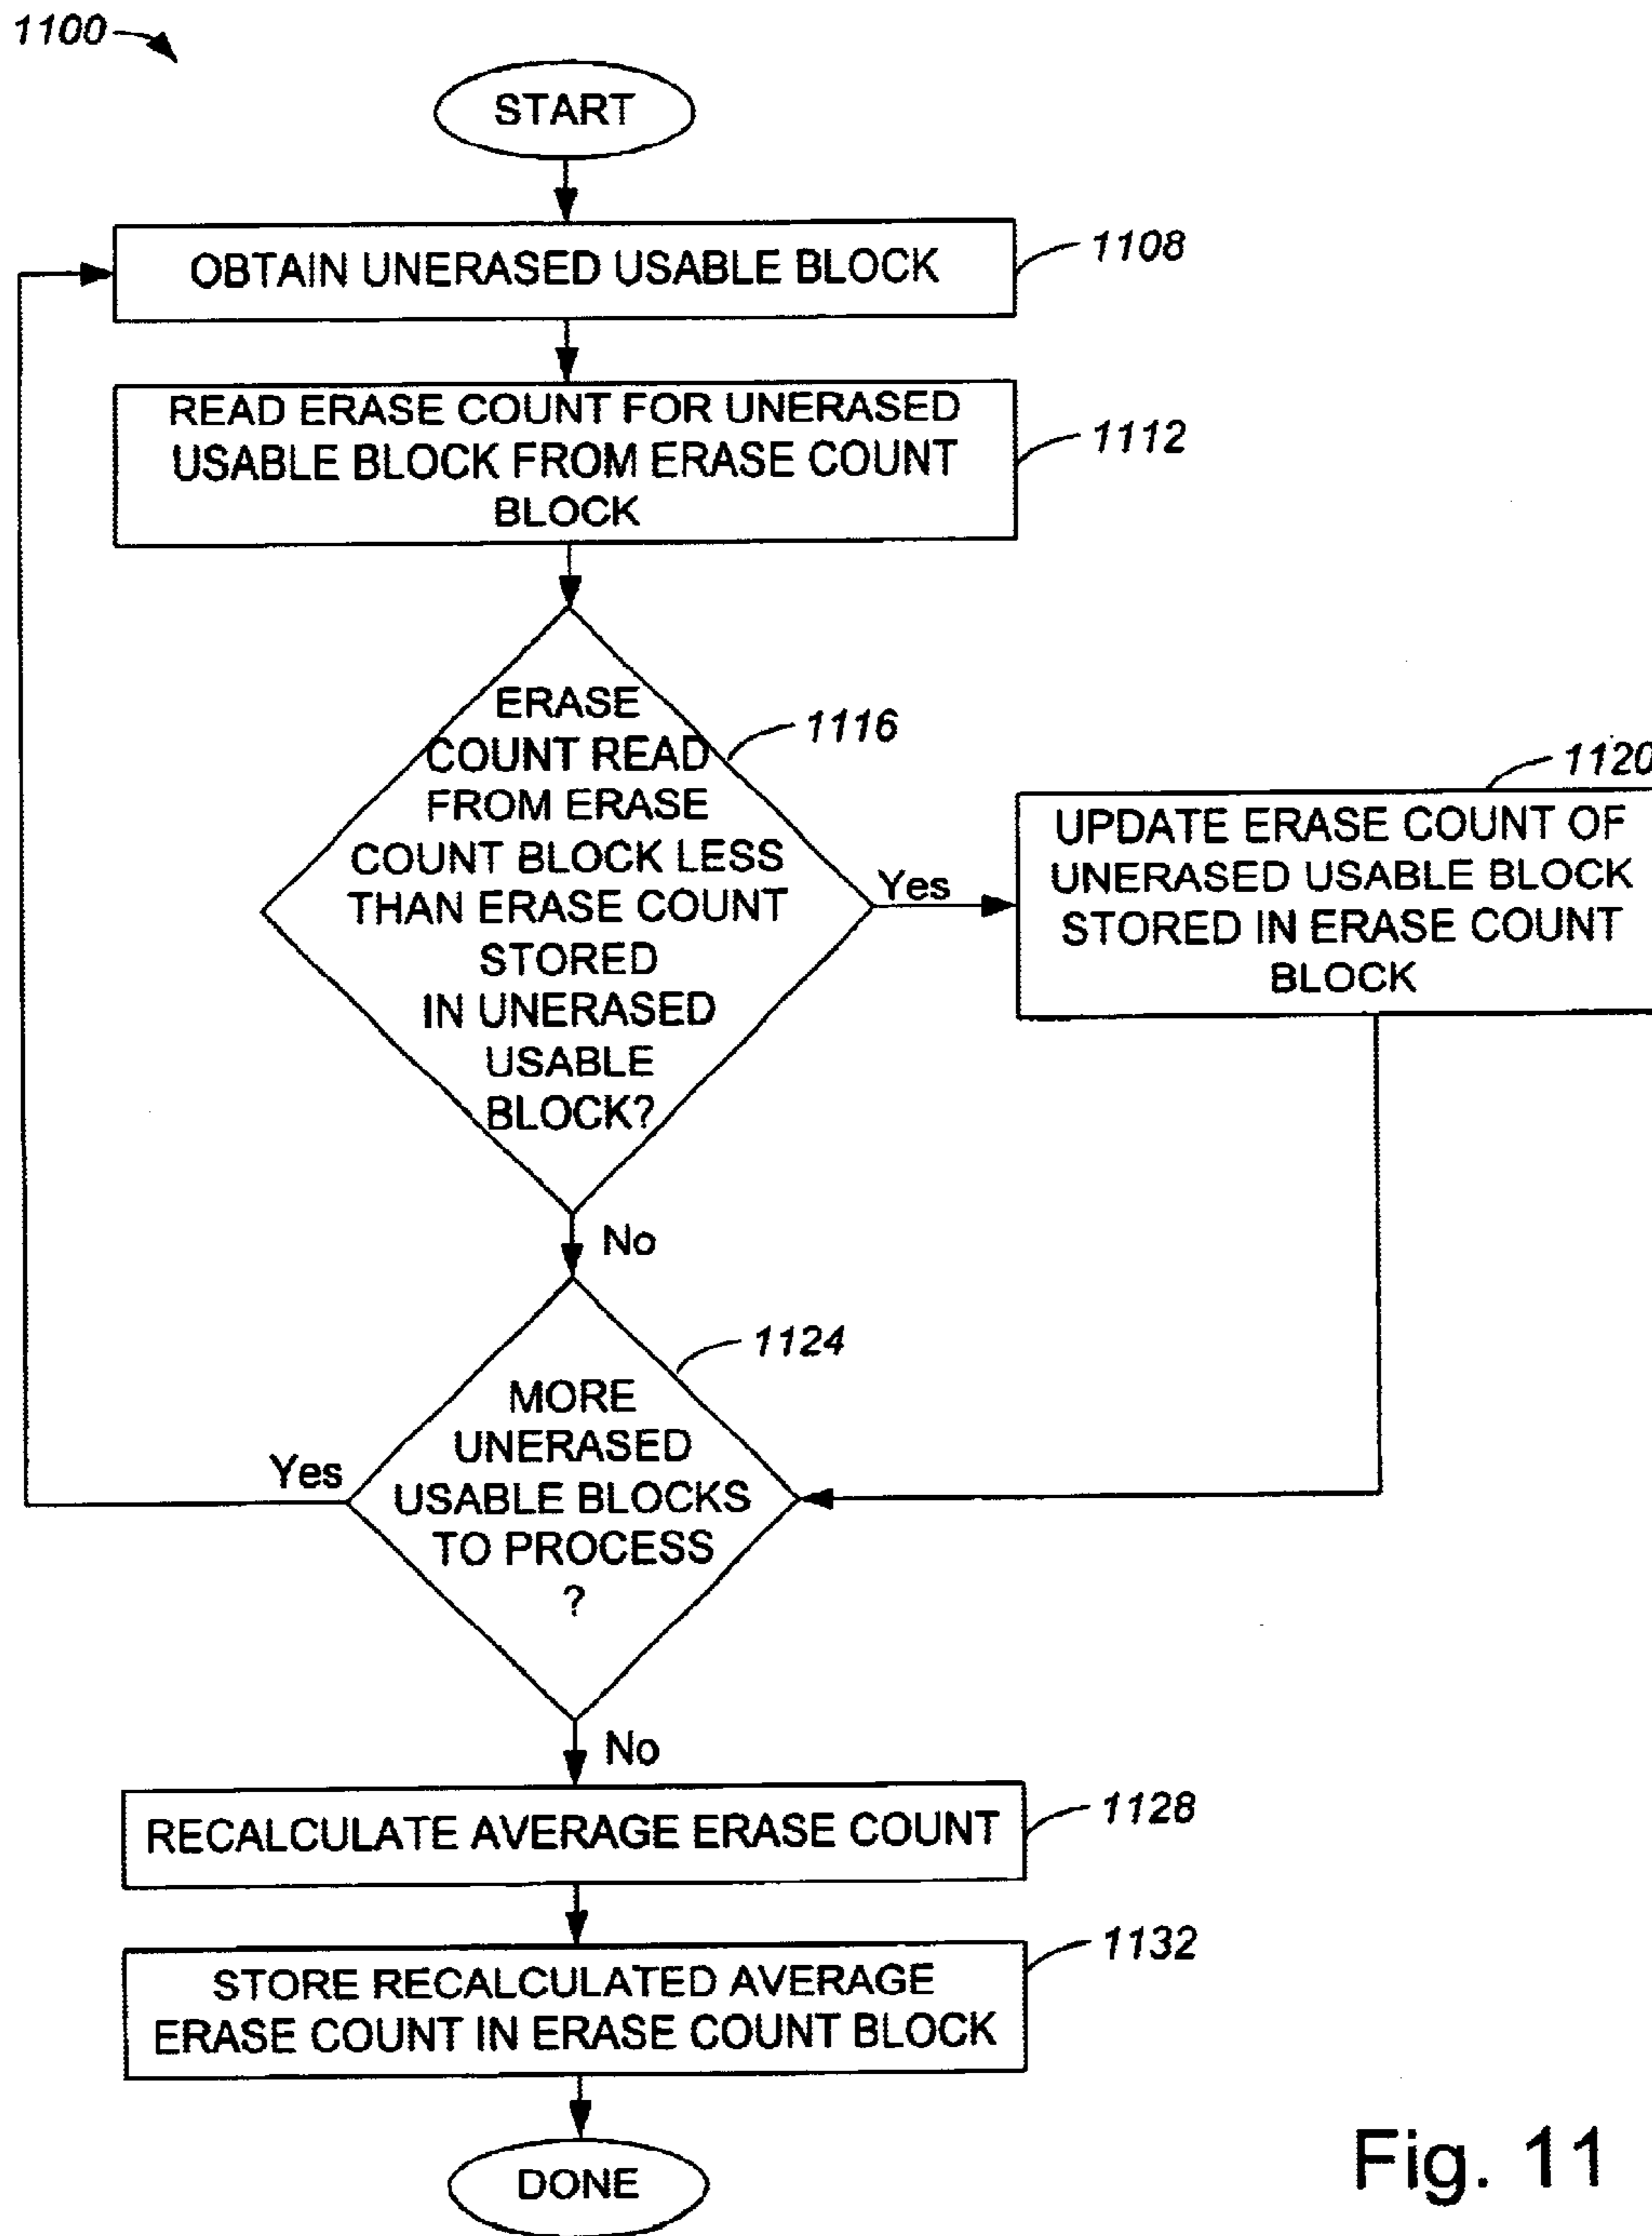 1100
START
OBTAIN UNERASED USABLE BLOCK
1108
READ ERASE COUNT FOR UNERASED
USABLE BLOCK FROM ERASE COUNT
BLOCK
1112
ERASE
COUNT READ
FROM ERASE
COUNT BLOCK LESS
THAN ERASE COUNT
STORED
IN UNERASED
USABLE
BLOCK?
1116
Yes
1120
UPDATE ERASE COUNT OF
UNERASED USABLE BLOCK
STORED IN ERASE COUNT
BLOCK
No
1124
MORE
UNERASED
USABLE BLOCKS
TO PROCESS
?
Yes
No
RECALCULATE AVERAGE ERASE COUNT
1128
STORE RECALCULATED AVERAGE
ERASE COUNT IN ERASE COUNT BLOCK
1132
DONE
Fig. 11